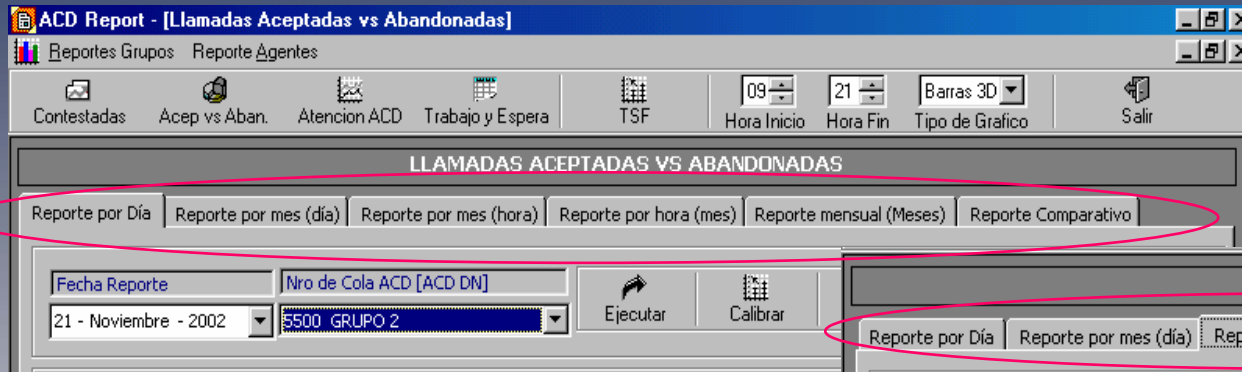 ACD Report - [Llamadas Aceptadas vs Abandonadas]
Reportes Grupos Reporte Agentes
09 21 Barras 3D
Contestadas Acep vs Aban. Atencion ACD Trabajo y Espera TSF Hora Inicio Hora Fin Tipo de Grafico Salir
LLAMADAS ACEPTADAS VS ABANDONADAS
Reporte por Día Reporte por mes (día) Reporte por mes (hora) Reporte por hora (mes) Reporte mensual (Meses) Reporte Comparativo
Fecha Reporte Nro de Cola ACD [ACD DN]
21 - Noviembre - 2002 5500 GRUPO 2 Ejecutar Calibrar
Reporte por Día Reporte por mes (día) Rep